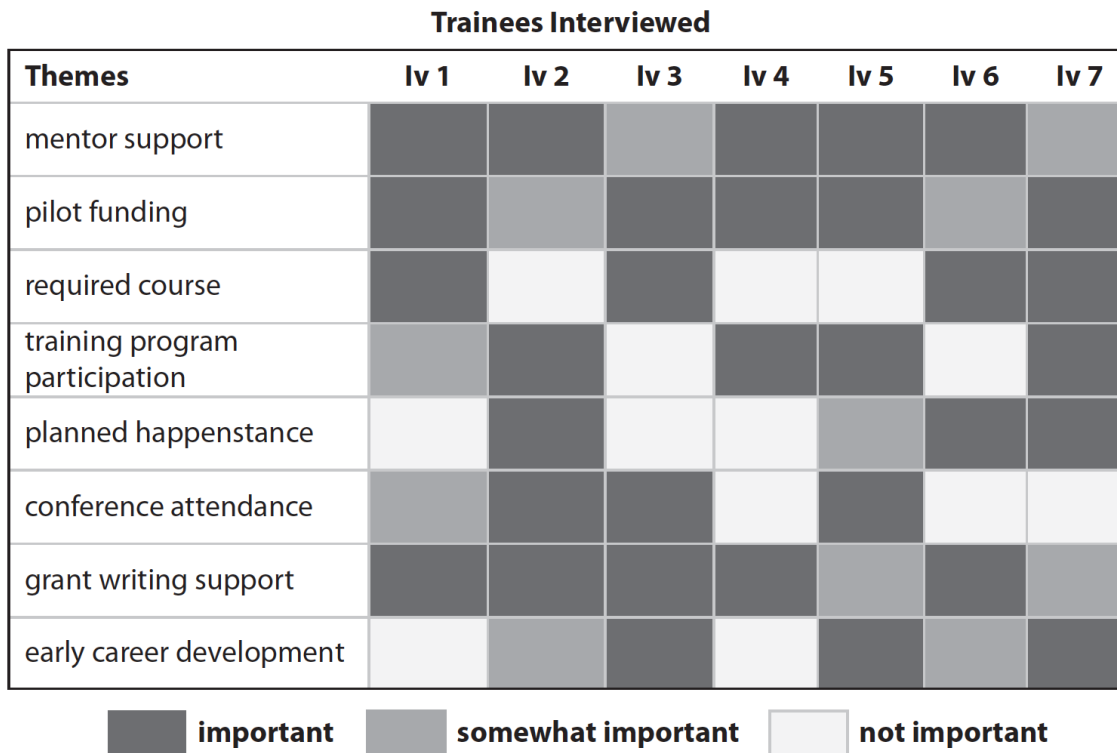 Trainees Interviewed
Themes Iv 1 Iv 2 Iv 3 Iv 4 Iv 5 Iv 6 Iv 7
mentor support
pilot funding
required course
training program
participation
planned happenstance
conference attendance
grant writing support
early career development
important somewhat important not important